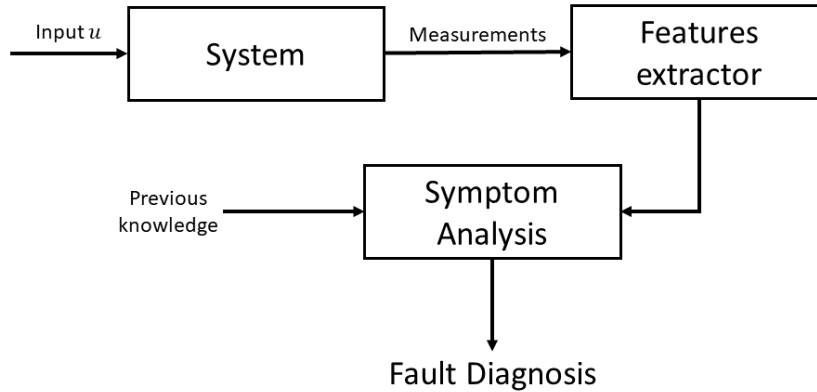 Input u
System
Measurements
Features
extractor
Previous
knowledge
Symptom
Analysis
Fault Diagnosis